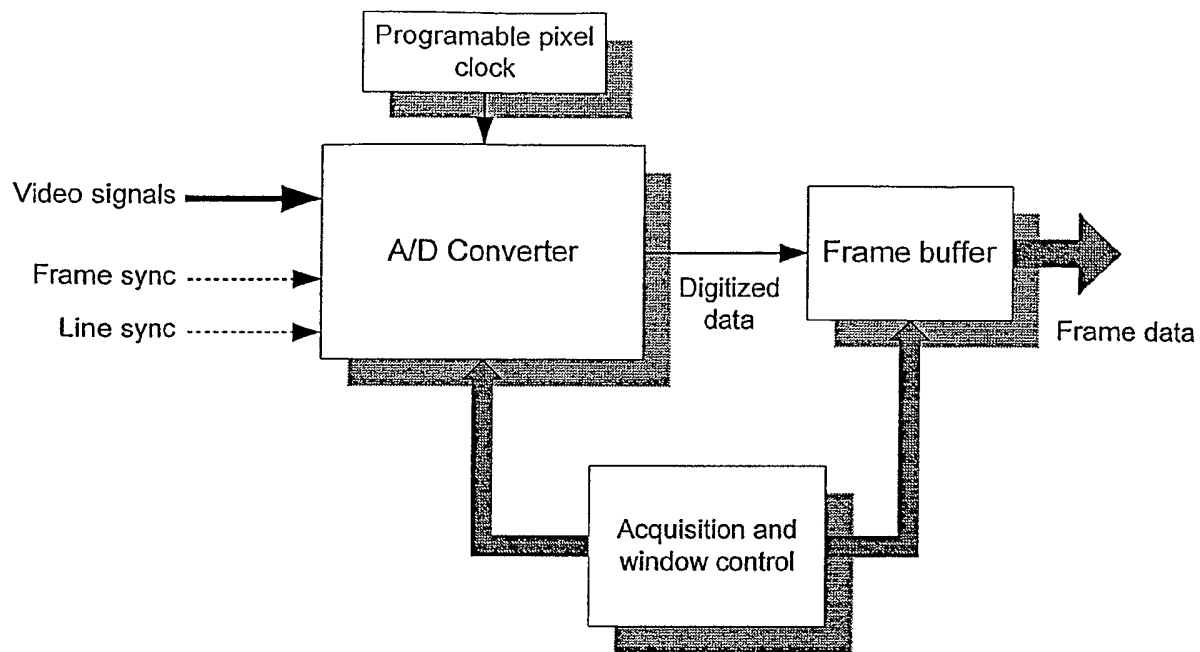 Programable pixel
clock
Video signals
Frame sync
Line sync
A/D Converter
Digitized
data
Frame buffer
Frame data
Acquisition and
window control